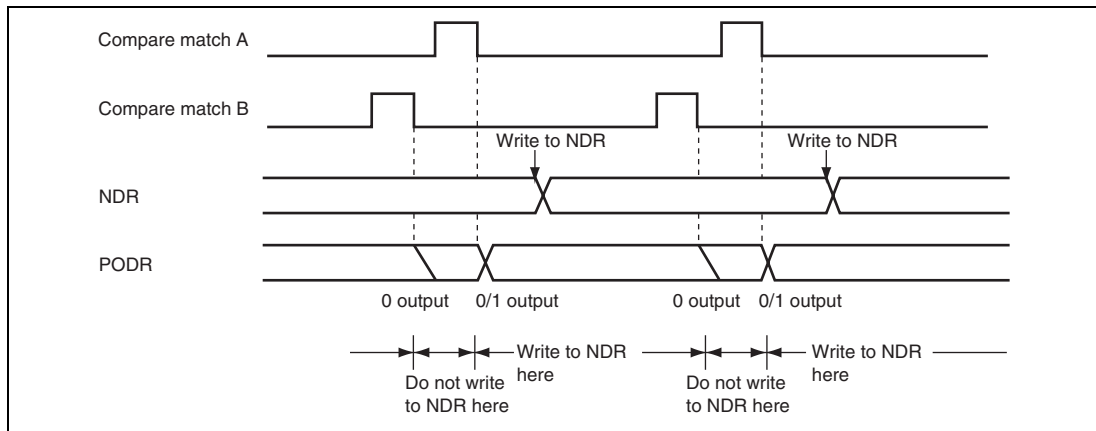 Compare match A
Compare match B
Write to NDR Write to NDR
NDR
PODR
0 output 0/1 output 0 output 0/1 output
Write to NDR
here
Write to NDR
here
Do not write
to NDR here
Do not write
to NDR here